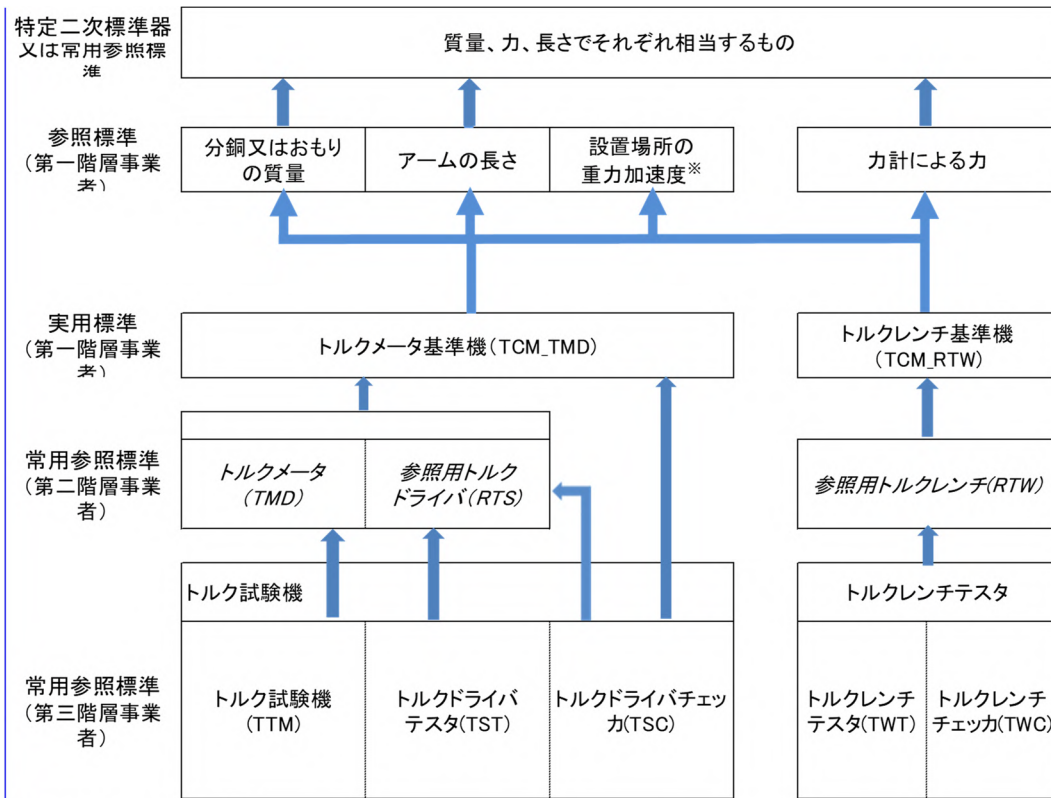 特定二次標準器
又は常用参照標
準
質量、力、長さでそれぞれ相当するもの
参照標準
(第一階層事業
者)
分銅又はおもり
の質量
アームの長さ
設置場所の
重力加速度※
力計による力
実用標準
(第一階層事業
者)
トルクメータ基準機(TCM_TMD)
トルクレンチ基準機
(TCM_RTW)
常用参照標準
(第二階層事業
者)
トルクメータ
(TMD)
参照用トルク
ドライバ(RTS)
参照用トルクレンチ(RTW)
トルク試験機
トルクレンチテスタ
常用参照標準
(第三階層事業
者)
トルク試験機
(TTM)
トルクドライバ
テスタ(TST)
トルクドライバチェッ
カ(TSC)
トルクレンチ
テスタ(TWT)
トルクレンチ
チェッカ(TWC)